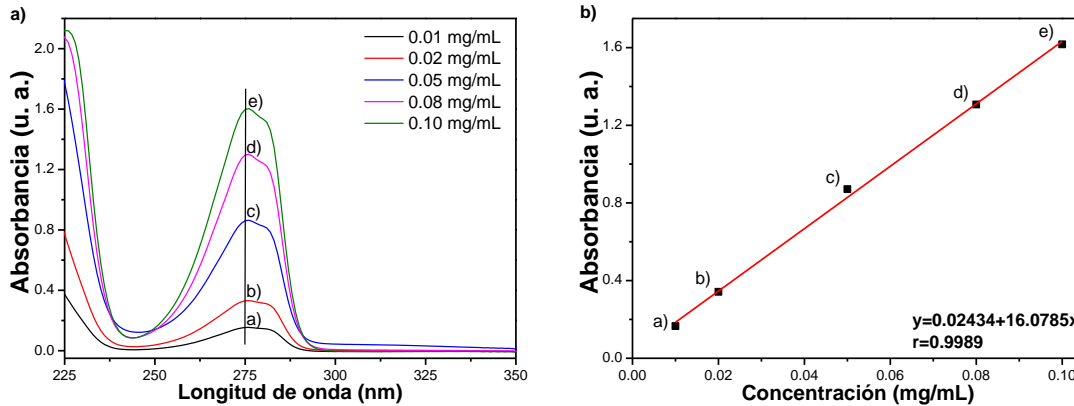 a)
0.01 mg/mL
0.02 mg/mL
0.05 mg/mL
0.08 mg/mL
0.10 mg/mL
e)
d)
c)
b)
a)
2.0
1.6
1.2
0.8
0.4
0.0
Absorbancia (u. a.)
225 250 275 300 325 350
Longitud de onda (nm)
b)
e)
d)
c)
b)
a)
1.6
1.2
0.8
0.4
0.0
Absorbancia (u. a.)
y=0.02434+16.0785x
r=0.9989
0.00 0.02 0.04 0.06 0.08 0.10
Concentración (mg/mL)